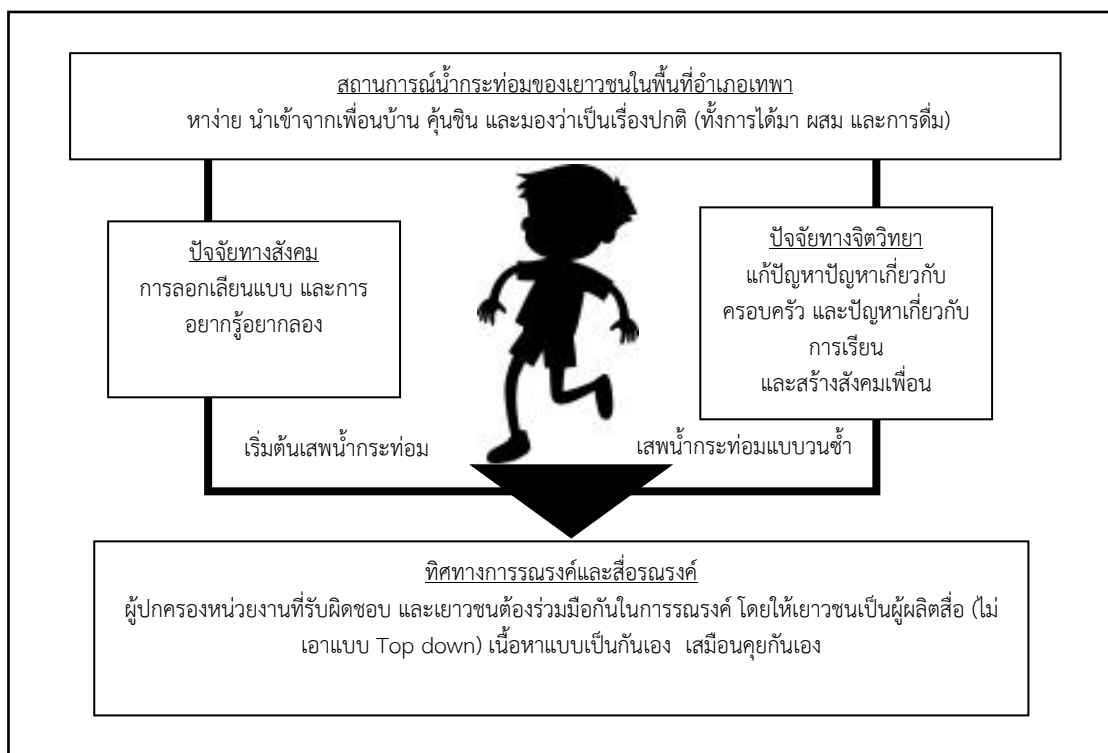 สถานการณ์น้ำกระท่อมของเยาวชนในพื้นที่อำเภอเทพา
หาง่าย นำเข้าจากเพื่อนบ้าน คุ้นชิน และมองว่าเป็นเรื่องปกติ (ทั้งการได้มา ผสม และการดื่ม)
ปัจจัยทางสังคม
การลอกเลียนแบบ และการ
อยากรู้อยากลอง
ปัจจัยทางจิตวิทยา
แก้ปัญหาปัญหาเกี่ยวกับ
ครอบครัว และปัญหาเกี่ยวกับ
การเรียน
และสร้างสังคมเพื่อน
เริ่มต้นเสพน้ำกระท่อม
เสพน้ำกระท่อมแบบวนซ้ำ
ทิศทางการรณรงค์และสื่อรณรงค์
ผู้ปกครองหน่วยงานที่รับผิดชอบ และเยาวชนต้องร่วมมือกันในการรณรงค์ โดยให้เยาวชนเป็นผู้ผลิตสื่อ (ไม่
เอาแบบ Top down) เนื้อหาแบบเป็นกันเอง เสมือนคุยกันเอง